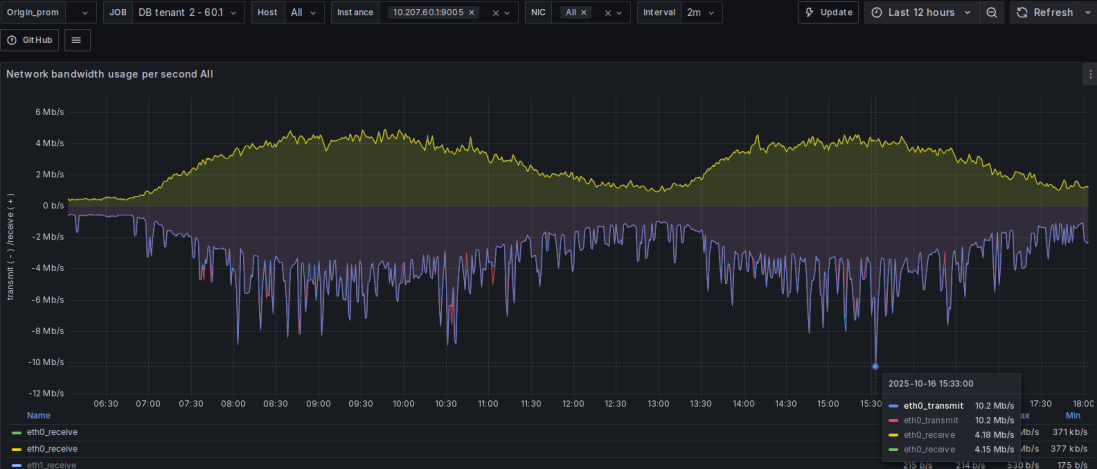 Origin_prom JOB DB tenant 2 - 60.1 Host All Instance 10.207.60.1:9005 NIC All Interval 2m Update Last 12 hours Refresh
GitHub
Network bandwidth usage per second All
transmit ( - ) /receive ( + )
6 Mb/s
4 Mb/s
2 Mb/s
0 b/s
-2 Mb/s
-4 Mb/s
-6 Mb/s
-8 Mb/s
-10 Mb/s
-12 Mb/s
06:30 07:00 07:30 08:00 08:30 09:00 09:30 10:00 10:30 11:00 11:30 12:00 12:30 13:00 13:30 14:00 14:30 15:00 15:30 17:30 18:00
2025-10-16 15:33:00
eth0_transmit 10.2 Mb/s
eth0_transmit 10.2 Mb/s
eth0_receive 4.18 Mb/s
eth0_receive 4.15 Mb/s
Name Min
eth0_receive Mb/s 371 kb/s
eth0_receive Mb/s 377 kb/s
eth1_receive 215 b/s 214 b/s 530 b/s 175 b/s